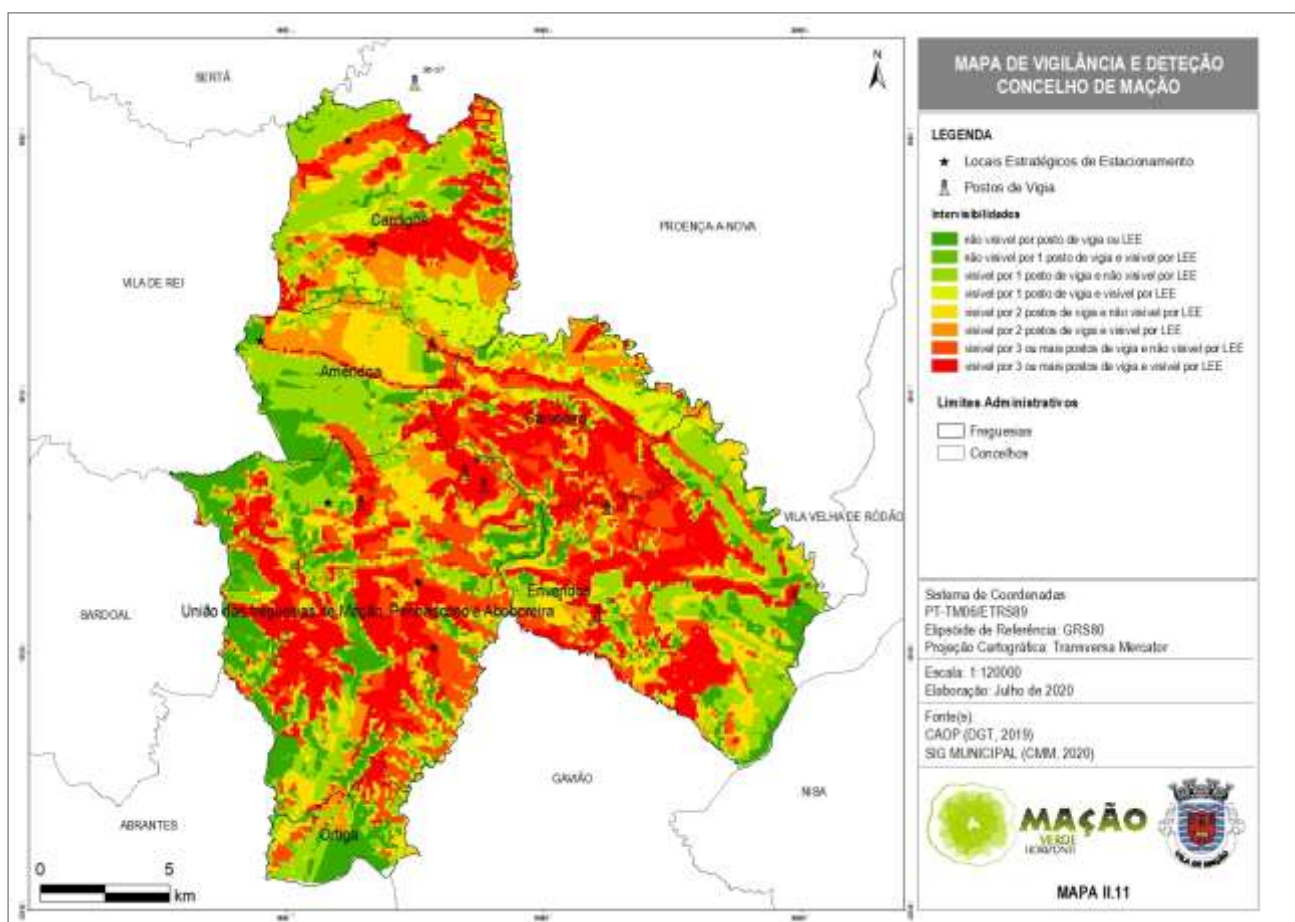 MAPA DE VIGILÂNCIA E DETEÇÃO
CONCELHO DE MAÇÃO
LEGENDA
Locais Estratégicos de Estacionamento
Postos de Vigia
Intervisibilidades
não visível por posto de vigia ou LEE
não visível por 1 posto de vigia e visível por LEE
visível por 1 posto de vigia e não visível por LEE
visível por 1 posto de vigia e visível por LEE
visível por 2 postos de vigia e não visível por LEE
visível por 2 postos de vigia e visível por LEE
visível por 3 ou mais postos de vigia e não visível por LEE
visível por 3 ou mais postos de vigia e visível por LEE
Limites Administrativos
Freguesias
Concelhos
Sistema de Coordenadas
PT-TM06/ETRS89
Elipsóide de Referência: GRS80
Projeção Cartográfica: Transversa Mercator
Escala: 1:120000
Elaboração: Julho de 2020
Fonte(s):
CAOP (DGT, 2019)
SIG MUNICIPAL (CMM, 2020)
MAÇÃO
VERDE
HORIZONTE
VILA DE MAÇÃO
MAPA II.11
N
SERTÃ
Cardigos
PROENÇA-A-NOVA
VILA DE REI
Amêndoa
Carvoeiro
VILA VELHA DE RÓDÃO
Envendos
SARDOAL
União das freguesias de Mação, Penhascoso e Aboboreira
GAVIÃO
NISA
ABRANTES
Ortiga
0 5
km